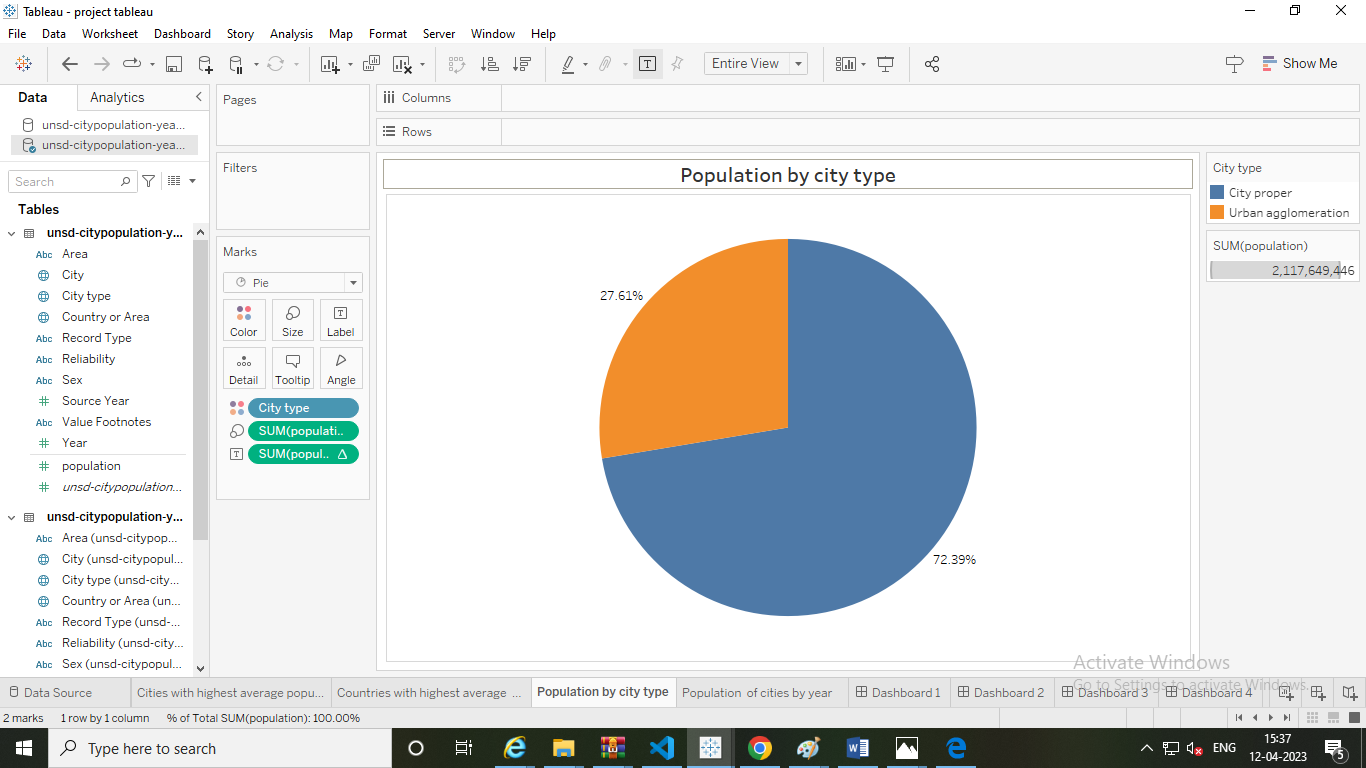 Tableau - project tableau
File Data Worksheet Dashboard Story Analysis Map Format Server Window Help
Entire View
Show Me
Data Analytics
unsd-citypopulation-yea...
unsd-citypopulation-yea...
Search
Tables
unsd-citypopulation-y...
Abc Area
City
City type
Country or Area
Abc Record Type
Abc Reliability
Abc Sex
# Source Year
Abc Value Footnotes
# Year
# population
# unsd-citypopulation...
unsd-citypopulation-y...
Abc Area (unsd-citypop...
City (unsd-citypopul...
City type (unsd-city...
Country or Area (un...
Abc Record Type (unsd-...
Abc Reliability (unsd-city...
Abc Sex (unsd-citypopul...
Pages
Filters
Marks
Pie
Color Size Label
Detail Tooltip Angle
City type
SUM(populati..
SUM(popul.. Δ
Columns
Rows
Population by city type
27.61%
72.39%
City type
City proper
Urban agglomeration
SUM(population)
2,117,649,446
Activate Windows
Go to Settings to activate Windows.
Data Source Cities with highest average popu... Countries with highest average ... Population by city type Population of cities by year Dashboard 1 Dashboard 2 Dashboard 3 Dashboard 4
2 marks 1 row by 1 column % of Total SUM(population): 100.00%
Type here to search
ENG
15:37
12-04-2023
5